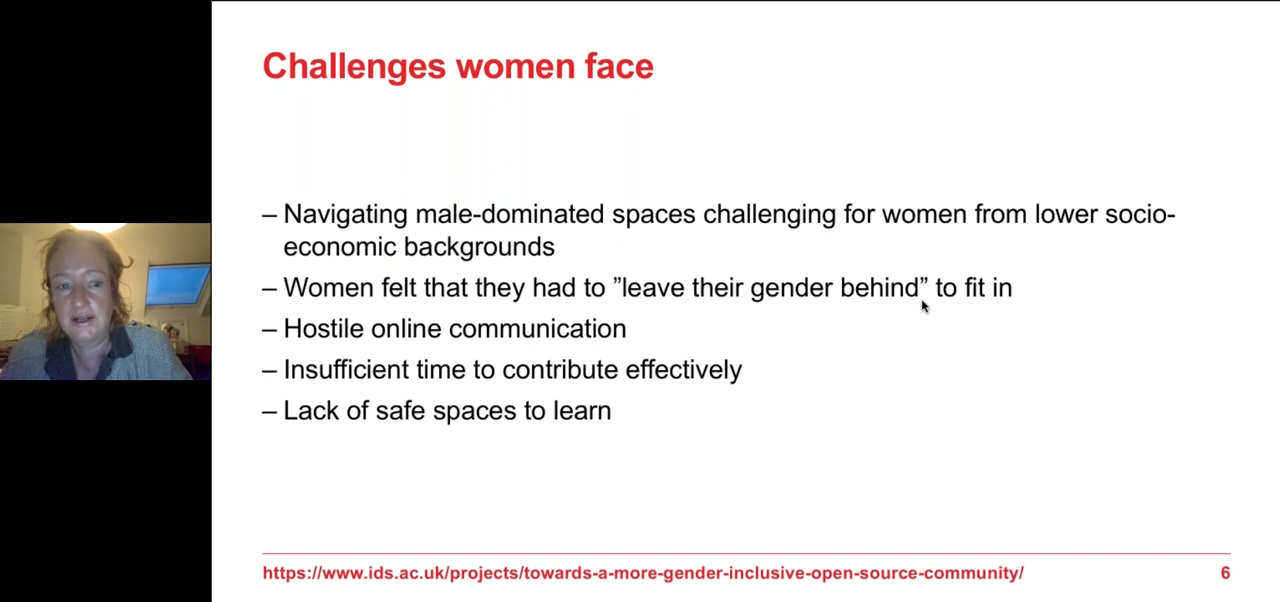 Challenges women face
– Navigating male-dominated spaces challenging for women from lower socio-
economic backgrounds
– Women felt that they had to ”leave their gender behind” to fit in
– Hostile online communication
– Insufficient time to contribute effectively
– Lack of safe spaces to learn
https://www.ids.ac.uk/projects/towards-a-more-gender-inclusive-open-source-community/
6